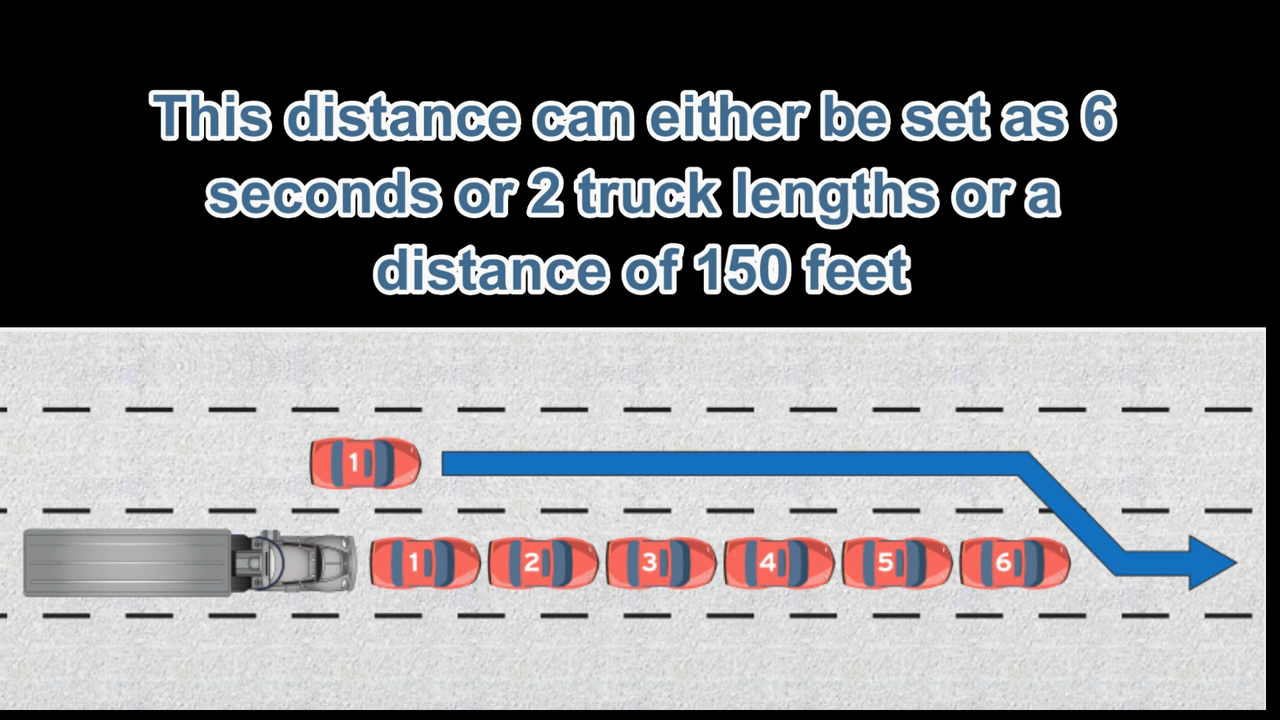 This distance can either be set as 6
seconds or 2 truck lengths or a
distance of 150 feet
1
1 2 3 4 5 6